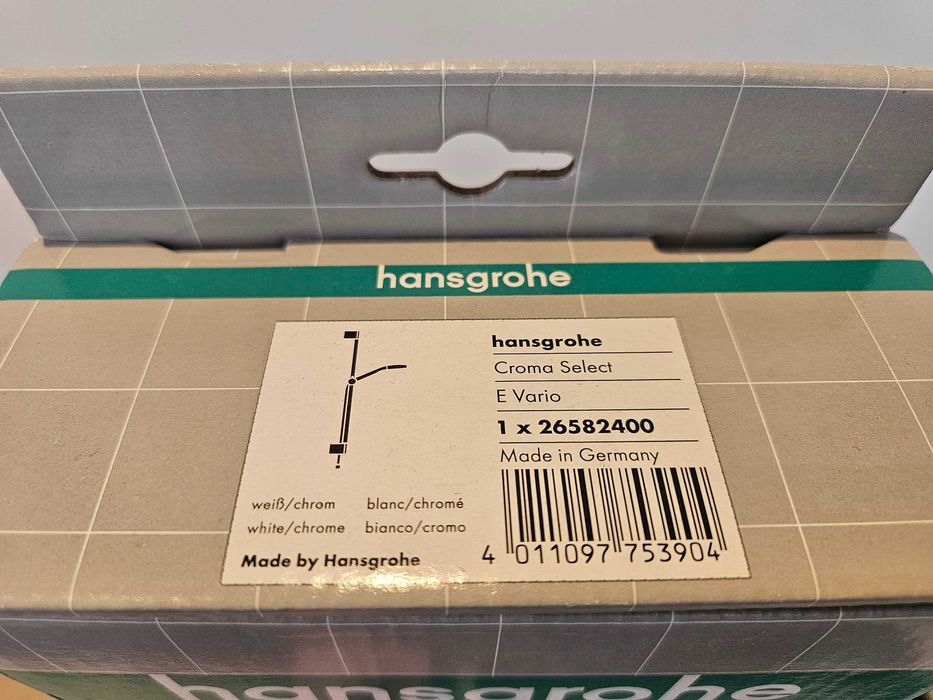 hansgrohe
hansgrohe
Croma Select
E Vario
1 x 26582400
Made in Germany
weiß/chrom blanc/chromé
white/chrome bianco/cromo
Made by Hansgrohe
4 011097 753904
hansgrohe